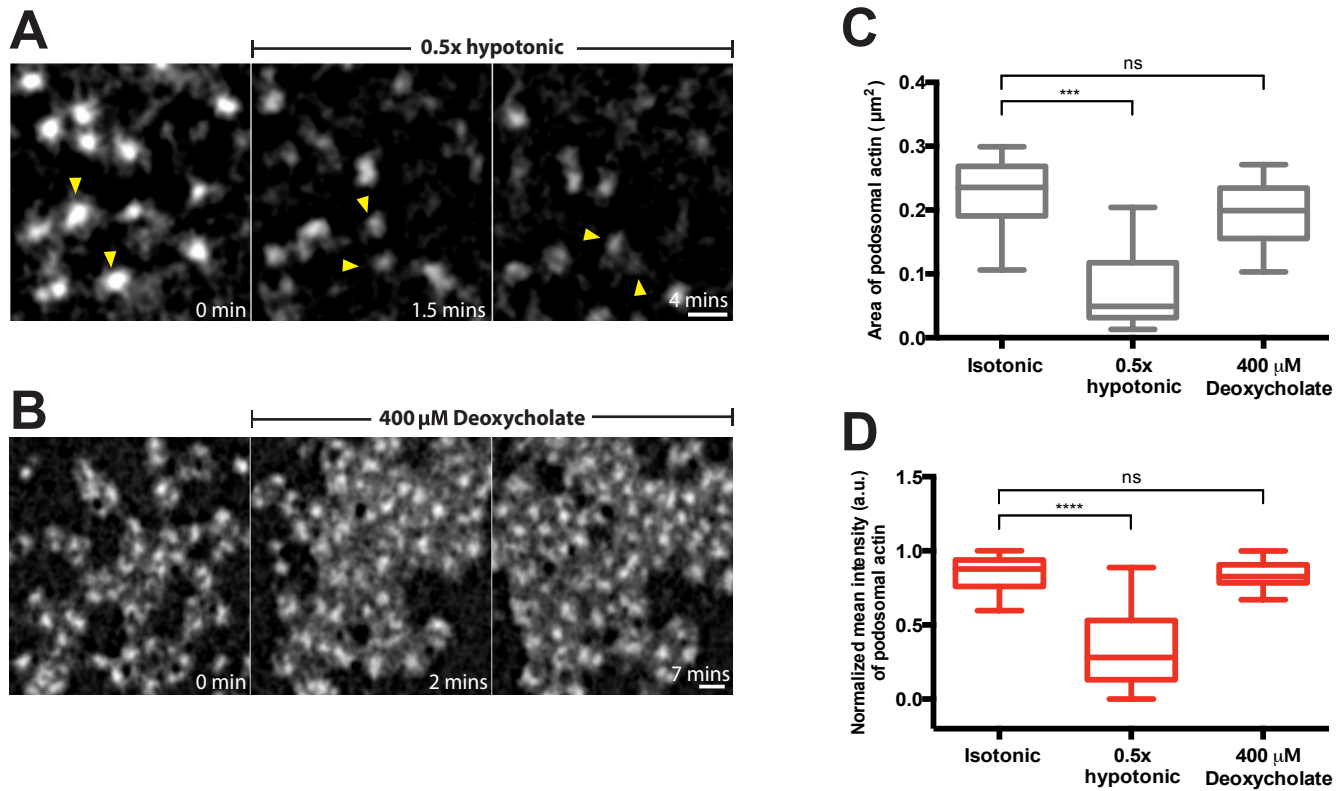 A
0.5x hypotonic
0 min
1.5 mins
4 mins
B
400 µM Deoxycholate
0 min
2 mins
7 mins
C
Area of podosomal actin ( µm²)
0.4
0.3
0.2
0.1
0.0
ns
***
Isotonic
0.5x
hypotonic
400 µM
Deoxycholate
D
Normalized mean intensity (a.u.)
of podosomal actin
1.5
1.0
0.5
0.0
ns
****
Isotonic
0.5x
hypotonic
400 µM
Deoxycholate